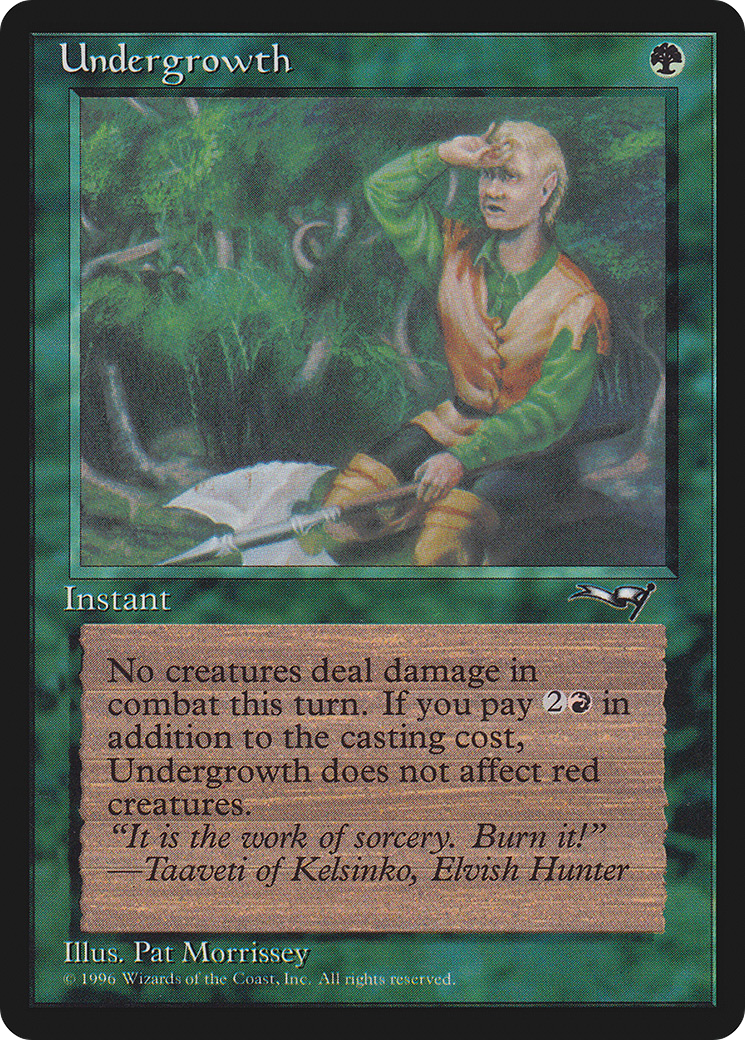 Undergrowth
Instant
No creatures deal damage in
combat this turn. If you pay 2R in
addition to the casting cost,
Undergrowth does not affect red
creatures.
“It is the work of sorcery. Burn it!”
—Taaveti of Kelsinko, Elvish Hunter
Illus. Pat Morrissey
© 1996 Wizards of the Coast, Inc. All rights reserved.